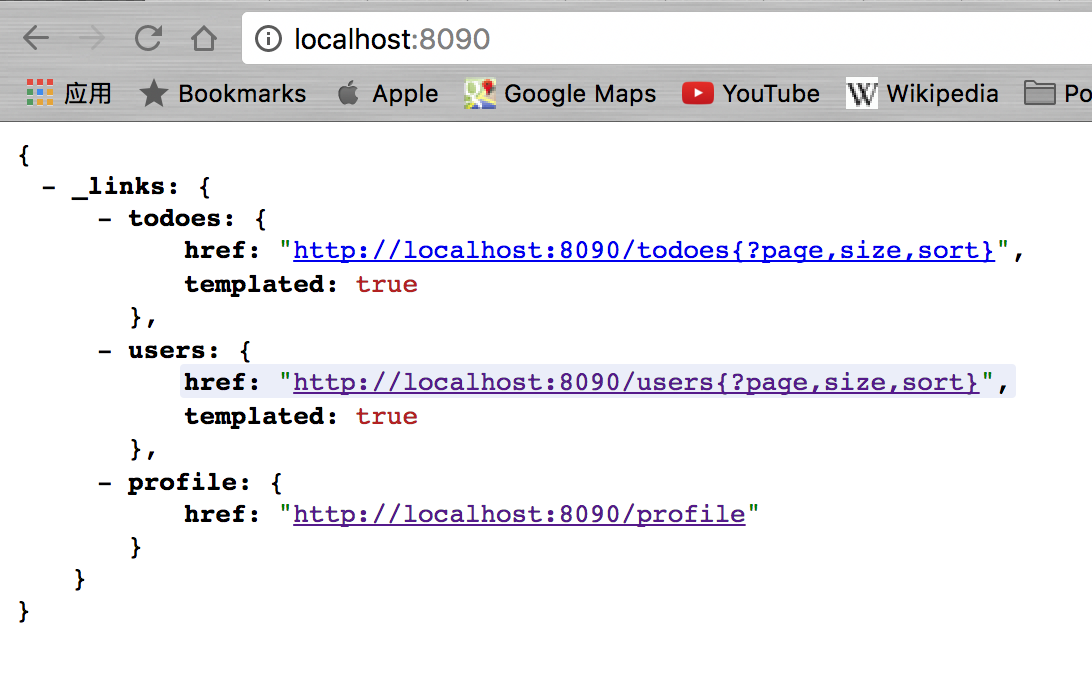 localhost:8090
应用 Bookmarks Apple Google Maps YouTube Wikipedia Po
{
- _links: {
- todoes: {
href: "http://localhost:8090/todoes{?page,size,sort}",
templated: true
},
- users: {
href: "http://localhost:8090/users{?page,size,sort}",
templated: true
},
- profile: {
href: "http://localhost:8090/profile"
}
}
}